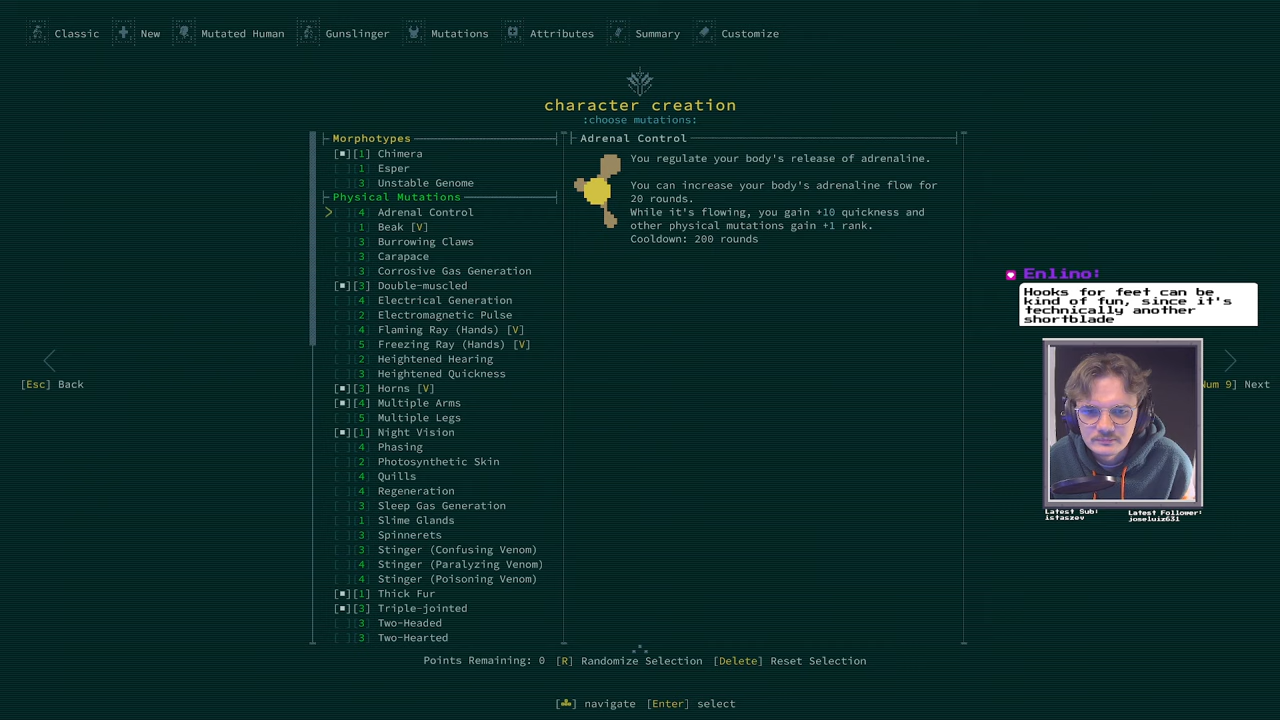 Classic New Mutated Human Gunslinger Mutations Attributes Summary Customize
character creation
:choose mutations:
Morphotypes
[■][1] Chimera
[ ][1] Esper
[ ][3] Unstable Genome
Physical Mutations
> [ ][4] Adrenal Control
[ ][1] Beak [V]
[ ][3] Burrowing Claws
[ ][3] Carapace
[ ][3] Corrosive Gas Generation
[■][3] Double-muscled
[ ][4] Electrical Generation
[ ][2] Electromagnetic Pulse
[ ][4] Flaming Ray (Hands) [V]
[ ][5] Freezing Ray (Hands) [V]
[ ][2] Heightened Hearing
[ ][3] Heightened Quickness
[■][3] Horns [V]
[■][4] Multiple Arms
[ ][5] Multiple Legs
[■][1] Night Vision
[ ][4] Phasing
[ ][2] Photosynthetic Skin
[ ][4] Quills
[ ][4] Regeneration
[ ][3] Sleep Gas Generation
[ ][1] Slime Glands
[ ][3] Spinnerets
[ ][3] Stinger (Confusing Venom)
[ ][4] Stinger (Paralyzing Venom)
[ ][4] Stinger (Poisoning Venom)
[■][1] Thick Fur
[■][3] Triple-jointed
[ ][3] Two-Headed
[ ][3] Two-Hearted
Adrenal Control
You regulate your body's release of adrenaline.
You can increase your body's adrenaline flow for
20 rounds.
While it's flowing, you gain +10 quickness and
other physical mutations gain +1 rank.
Cooldown: 200 rounds
Enlino:
Hooks for feet can be
kind of fun, since it's
technically another
shortblade
[Esc] Back
Num 9] Next
Latest Sub:
istaszev
Latest Follower:
joseluiz631
Points Remaining: 0 [R] Randomize Selection [Delete] Reset Selection
navigate [Enter] select